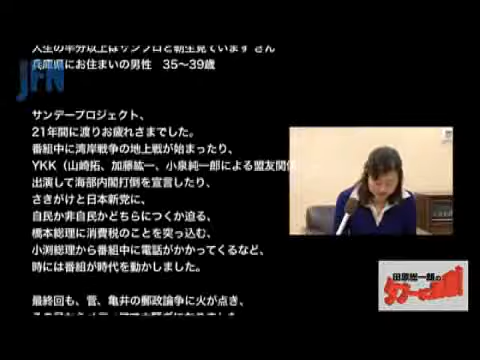 人生の半分以上はサンプロと朝生見ています さん
兵庫県にお住まいの男性 35～39歳
JFN
サンデープロジェクト、
21年間に渡りお疲れさまでした。
番組中に湾岸戦争の地上戦が始まったり、
YKK（山崎拓、加藤紘一、小泉純一郎による盟友関係
出演して海部内閣打倒を宣言したり、
さきがけと日本新党に、
自民か非自民かどちらにつくか迫る、
橋本総理に消費税のことを突っ込む、
小渕総理から番組中に電話がかかってくるなど、
時には番組が時代を動かしました。
最終回も、菅、亀井の郵政論争に火が点き、
田原総一朗の